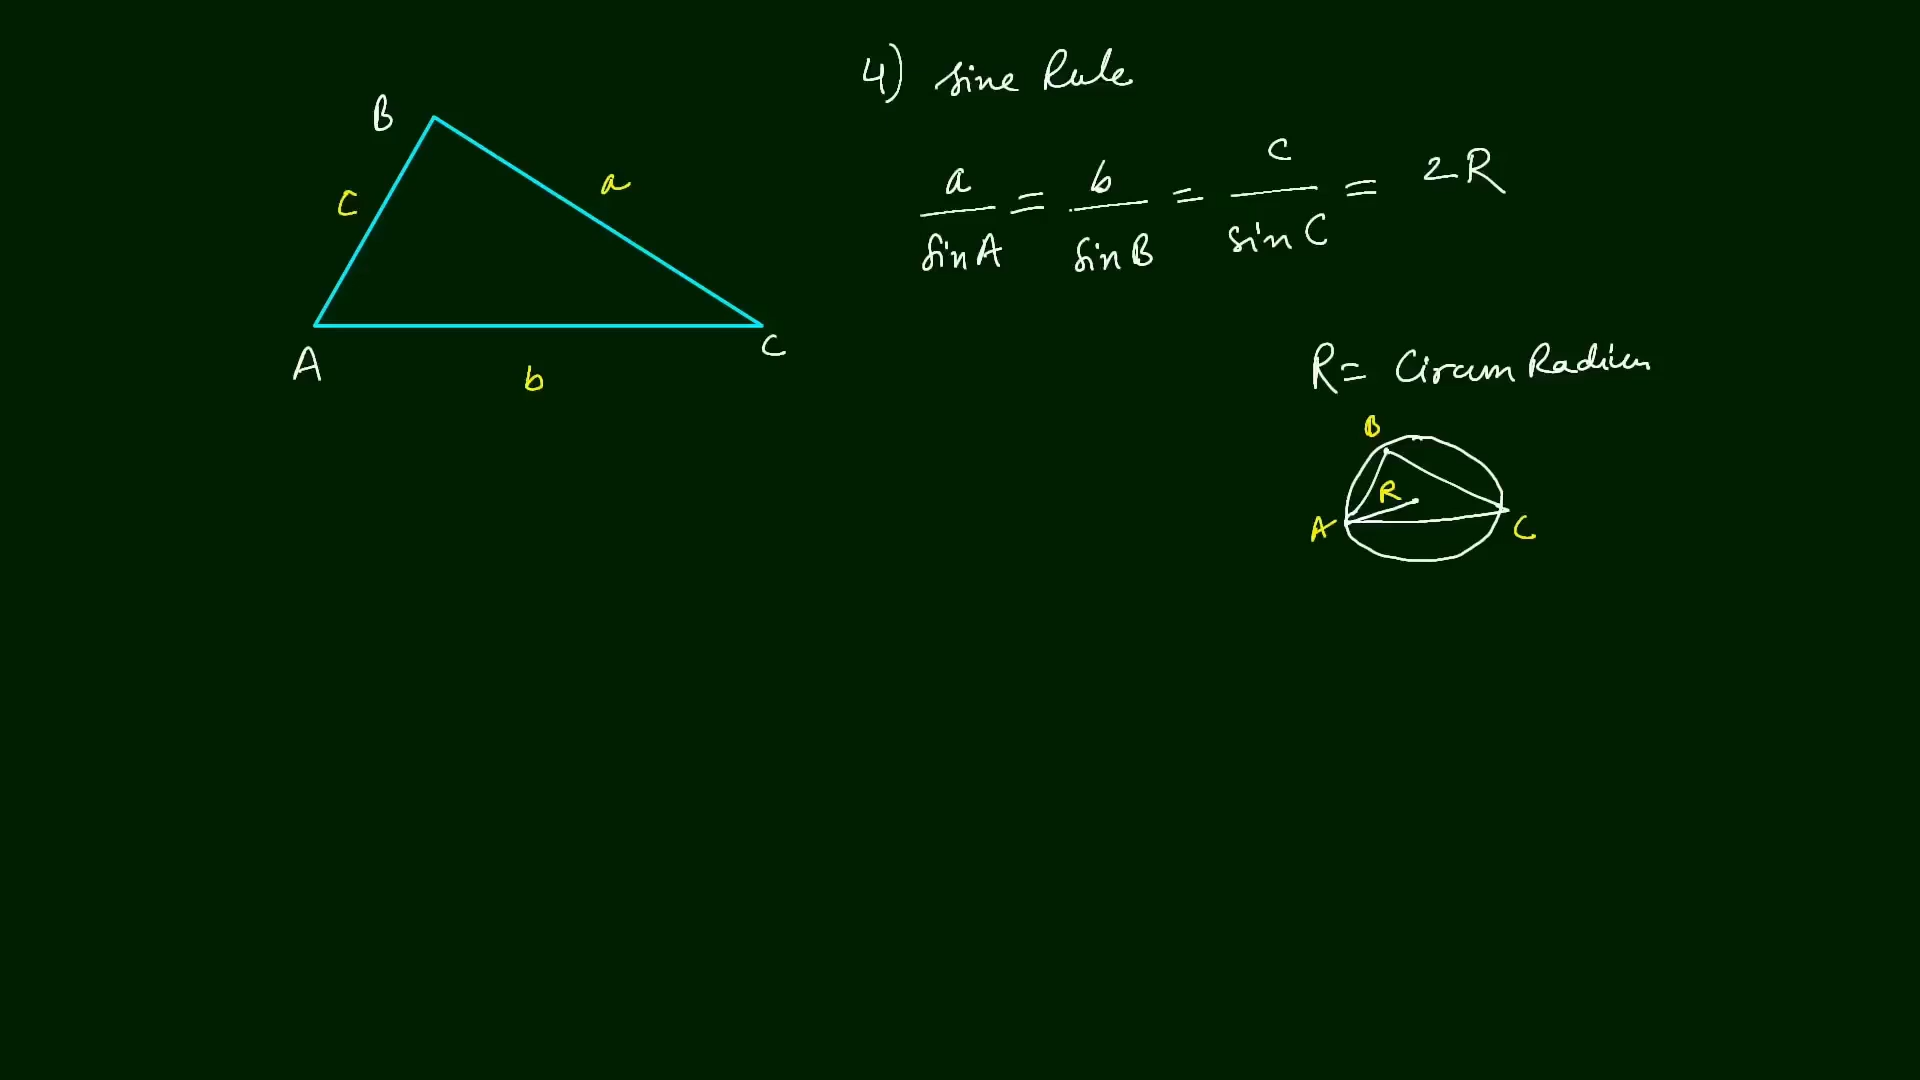 4) Sine Rule
B
c
a
A
b
C
a/sinA = b/sinB = c/sinC = 2R
R = Circum Radius
B
R
A
C